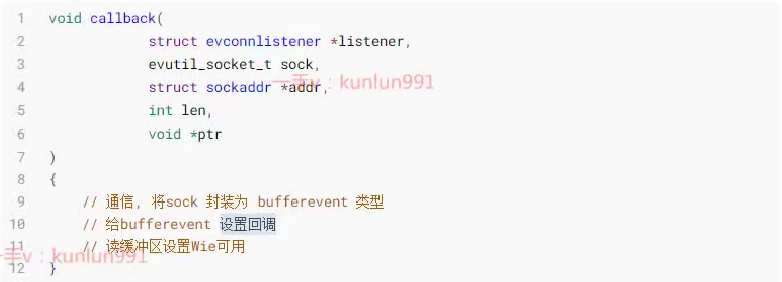 1 void callback(
2 struct evconnlistener *listener,
3 evutil_socket_t sock,
4 struct sockaddr *addr,
一手v：kunlun991
5 int len,
6 void *ptr
7 )
8 {
9 // 通信, 将sock 封装为 bufferevent 类型
10 // 给bufferevent 设置回调
11 // 读缓冲区设置Wie可用
手v：kunlun991
12 }